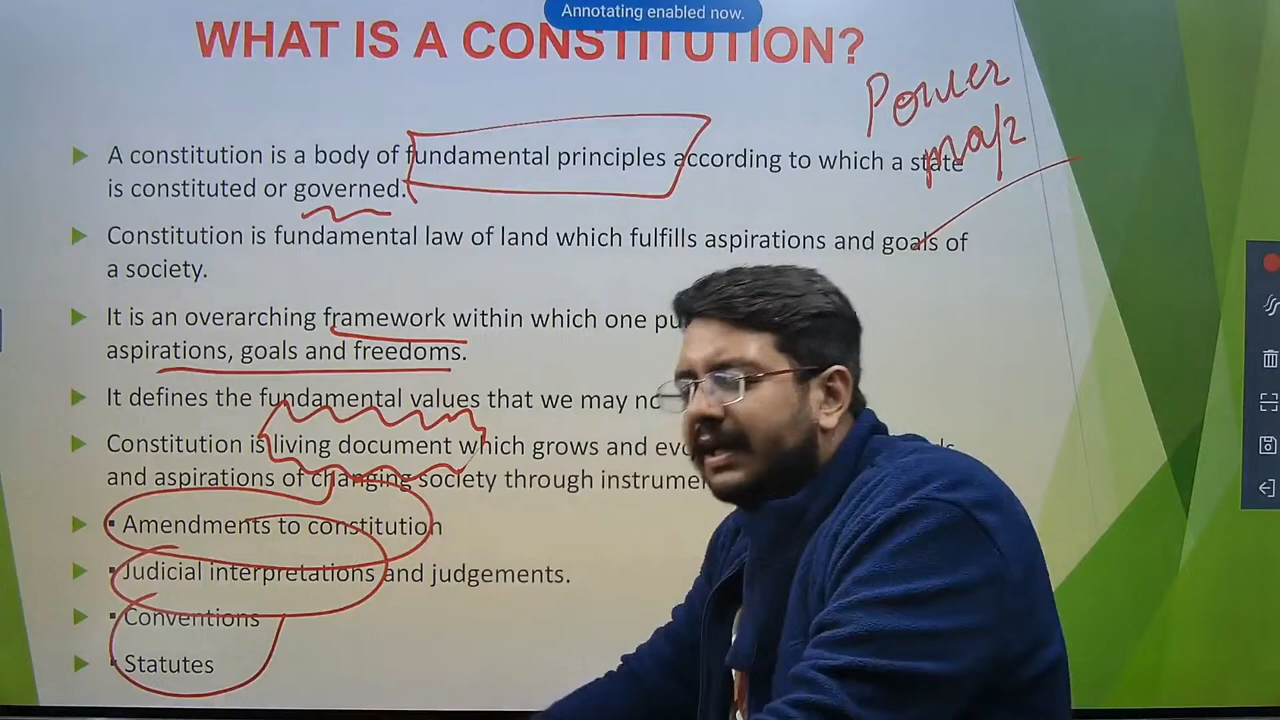 Annotating enabled now.
WHAT IS A CONSTITUTION?
Power
map
A constitution is a body of fundamental principles according to which a state
is constituted or governed.
Constitution is fundamental law of land which fulfills aspirations and goals of
a society.
It is an overarching framework within which one
aspirations, goals and freedoms.
It defines the fundamental values that we may
Constitution is living document which grows and
and aspirations of changing society through
▪ Amendments to constitution
▪ Judicial interpretations and judgements.
▪ Conventions
▪ Statutes